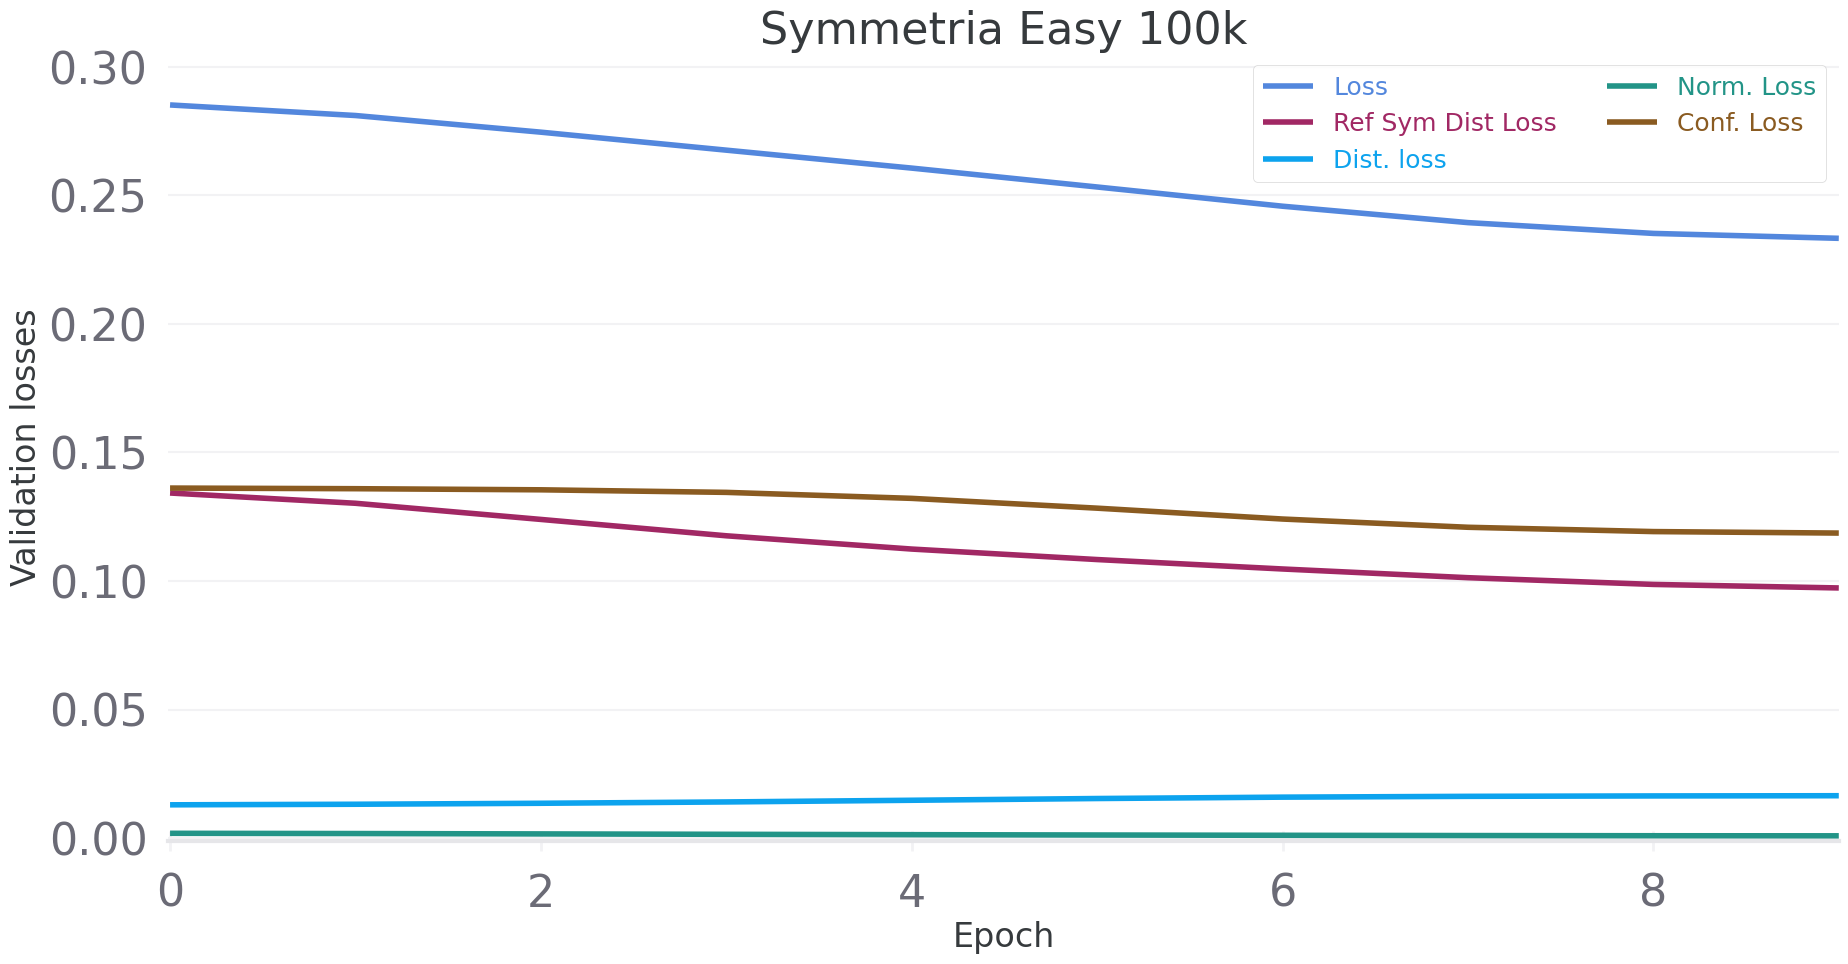 Symmetria Easy 100k
0.30
0.25
0.20
0.15
0.10
0.05
0.00
Validation losses
Loss
Ref Sym Dist Loss
Dist. loss
Norm. Loss
Conf. Loss
0 2 4 6 8
Epoch